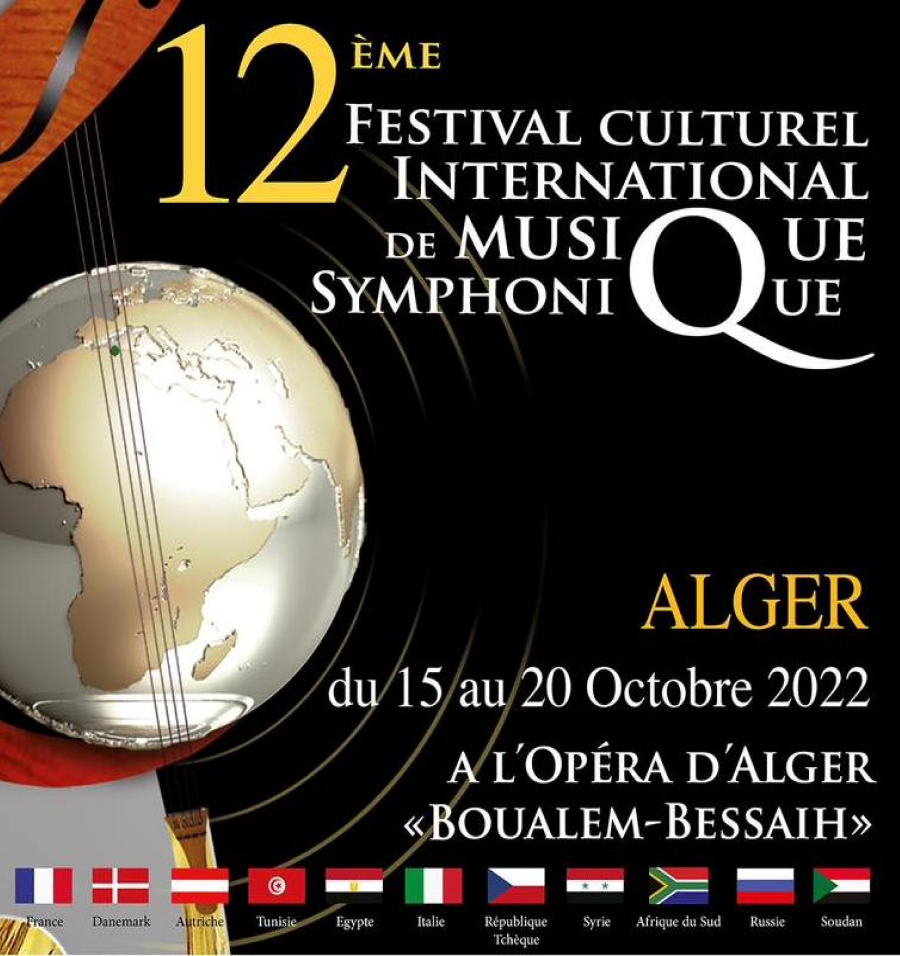 12ÈME
FESTIVAL CULTUREL
INTERNATIONAL
DE MUSIQUE
SYMPHONIQUE
ALGER
du 15 au 20 Octobre 2022
A L'OPÉRA D'ALGER
«BOUALEM-BESSAIH»
France Danemark Autriche Tunisie Egypte Italie République Tchèque Syrie Afrique du Sud Russie Soudan